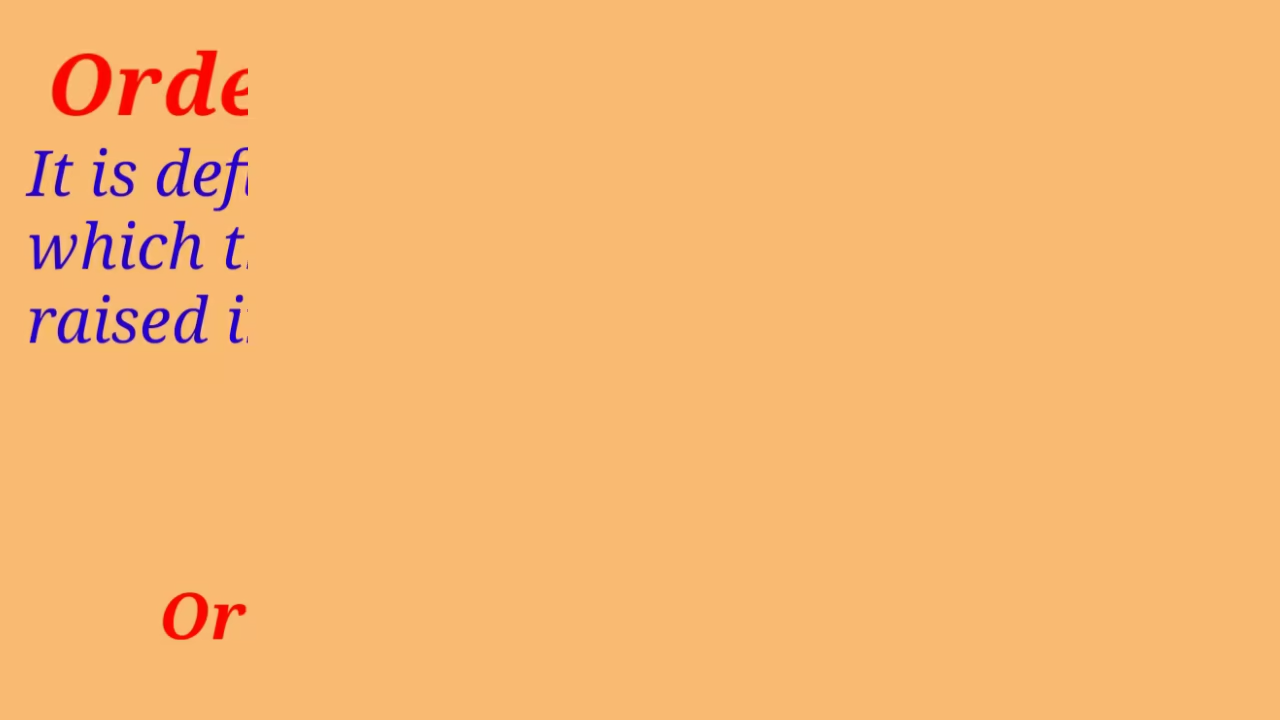 Orde
It is def
which t
raised i
Or